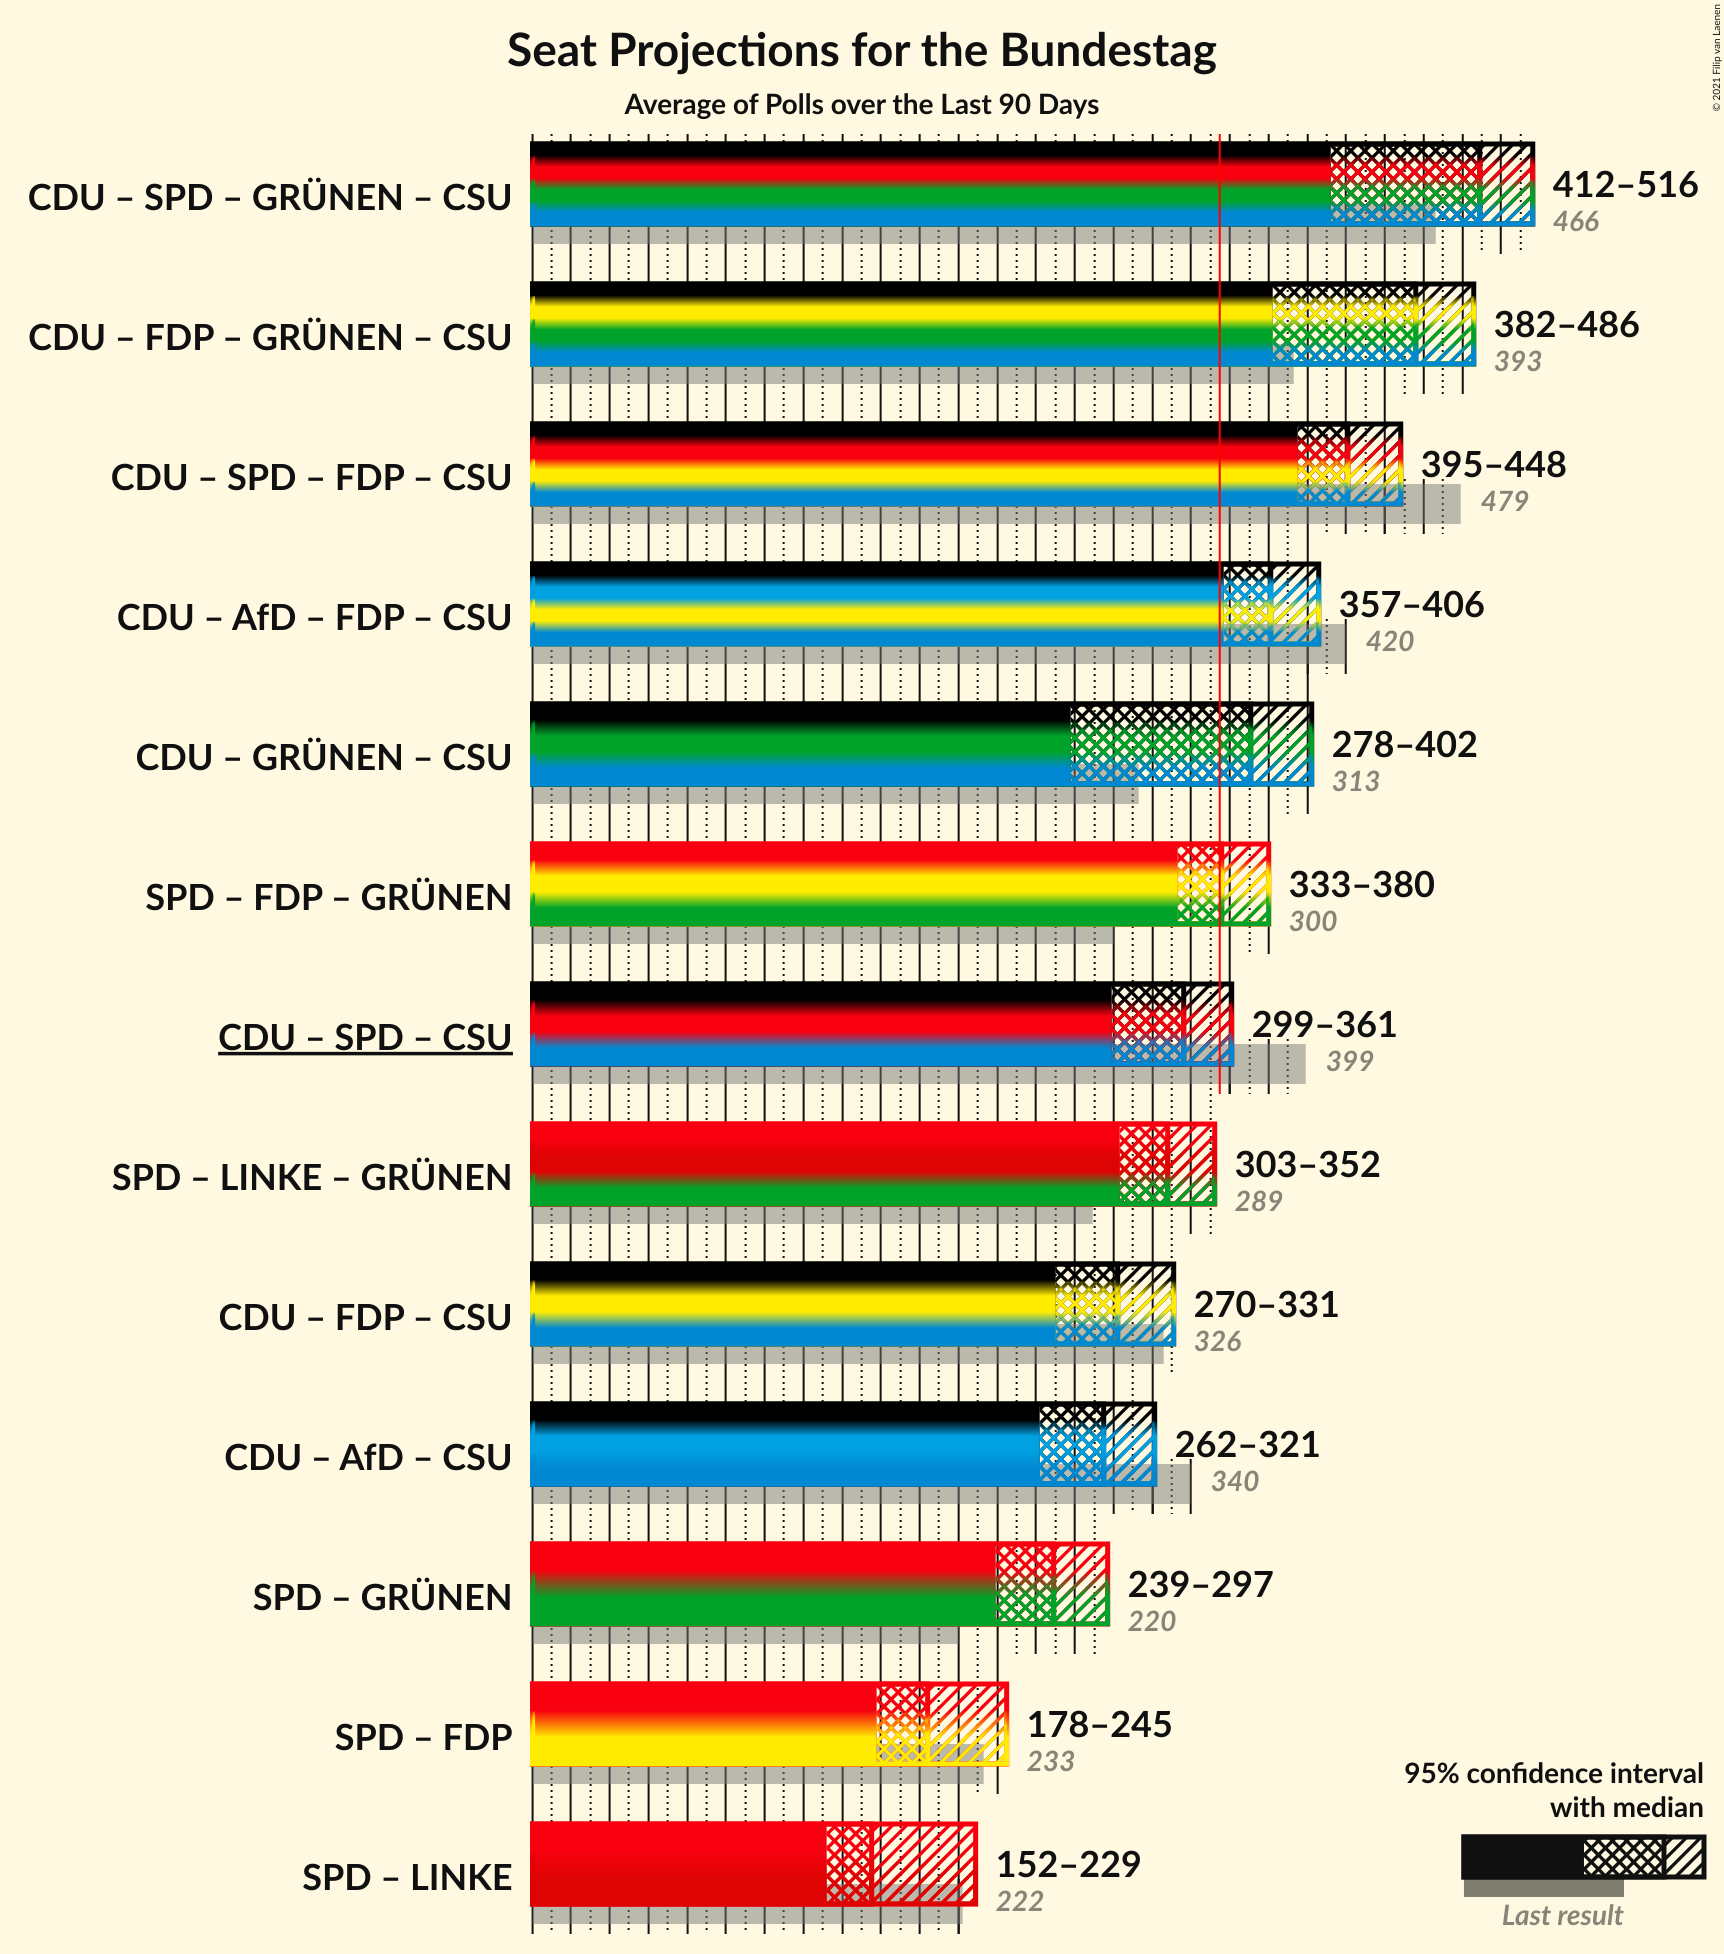 © 2021 Filip van Laenen
Seat Projections for the Bundestag
Average of Polls over the Last 90 Days
CDU – SPD – GRÜNEN – CSU
412–516
466
CDU – FDP – GRÜNEN – CSU
382–486
393
CDU – SPD – FDP – CSU
395–448
479
CDU – AfD – FDP – CSU
357–406
420
CDU – GRÜNEN – CSU
278–402
313
SPD – FDP – GRÜNEN
333–380
300
CDU – SPD – CSU
299–361
399
SPD – LINKE – GRÜNEN
303–352
289
CDU – FDP – CSU
270–331
326
CDU – AfD – CSU
262–321
340
SPD – GRÜNEN
239–297
220
SPD – FDP
178–245
233
SPD – LINKE
152–229
222
95% confidence interval
with median
Last result